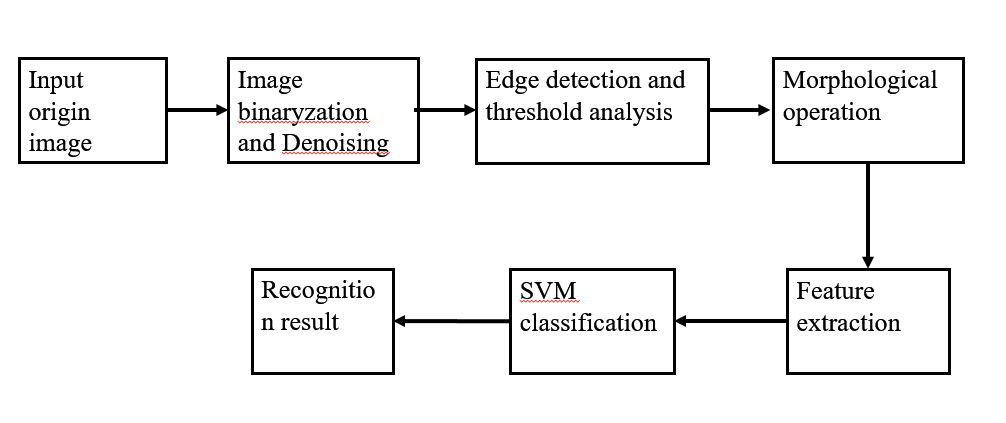 Input
origin
image
Image
binaryzation
and Denoising
Edge detection and
threshold analysis
Morphological
operation
Feature
extraction
SVM
classification
Recognitio
n result